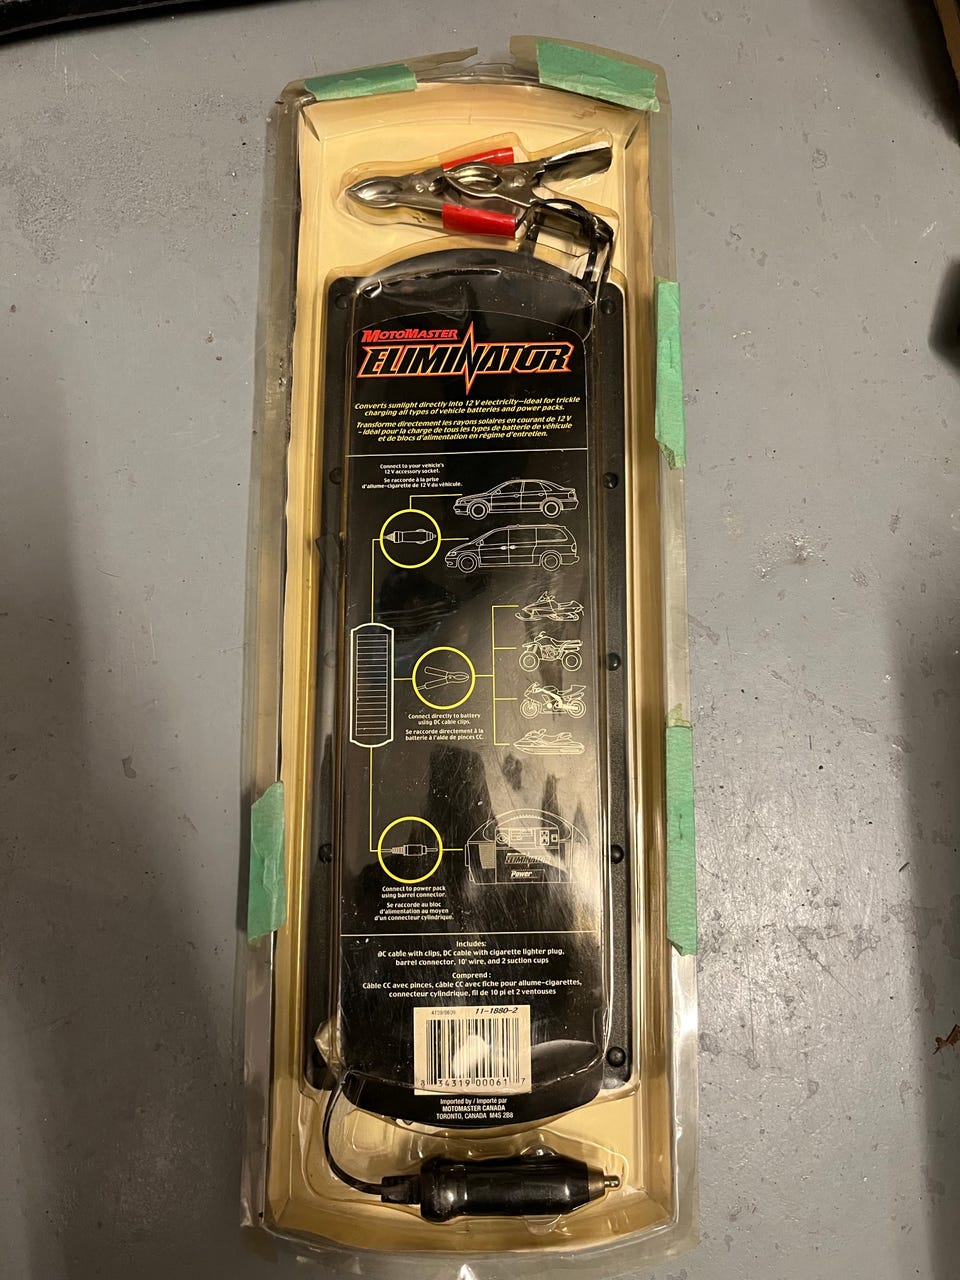 MOTOMASTER
ELIMINATOR
Converts sunlight directly into 12 V electricity—ideal for trickle
charging all types of vehicle batteries and power packs.
Transforme directement les rayons solaires en courant de 12 V
– idéal pour la charge de tous les types de batterie de véhicule
et de blocs d'alimentation en régime d'entretien.
Connect to your vehicle's
12 V accessory socket.
Se raccorde à la prise
d'allume-cigarette de 12 V du véhicule.
Connect directly to battery
using DC cable clips.
Se raccorde directement à la
batterie à l'aide de pinces CC.
ELIMINATOR
Power
Connect to power pack
using barrel connector.
Se raccorde au bloc
d'alimentation au moyen
d'un connecteur cylindrique.
Includes:
DC cable with clips, DC cable with cigarette lighter plug,
barrel connector, 10' wire, and 2 suction cups
Comprend :
Câble CC avec pinces, câble CC avec fiche pour allume-cigarettes,
connecteur cylindrique, fil de 10 pi et 2 ventouses
11-1880-2
8 34319 00061 7
Imported by / Importé par
MOTOMASTER CANADA
TORONTO, CANADA M4S 2B8